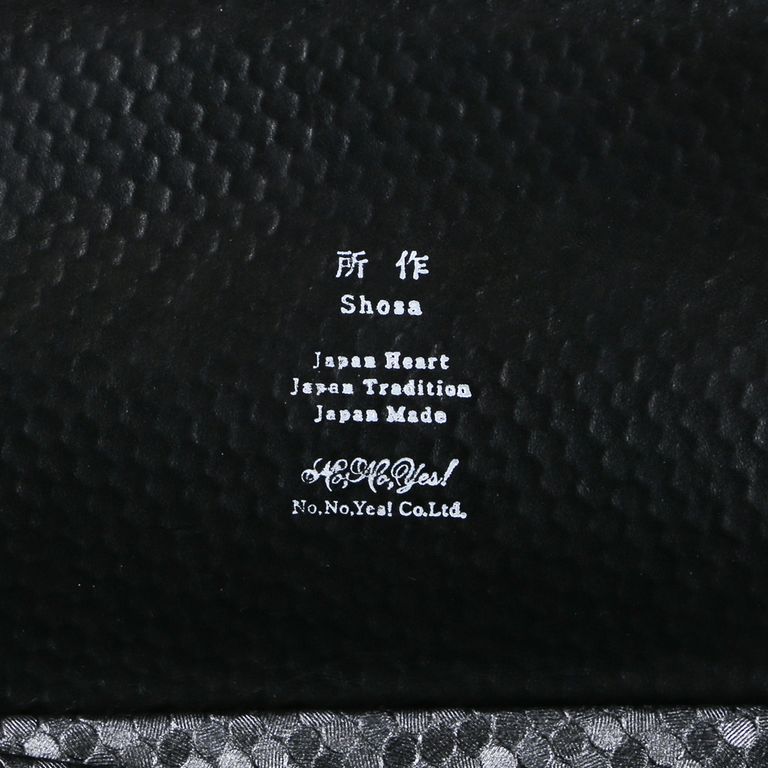 所作
Shosa
Japan Heart
Japan Tradition
Japan Made
No,No,Yes!
No,No,Yes! Co.Ltd.